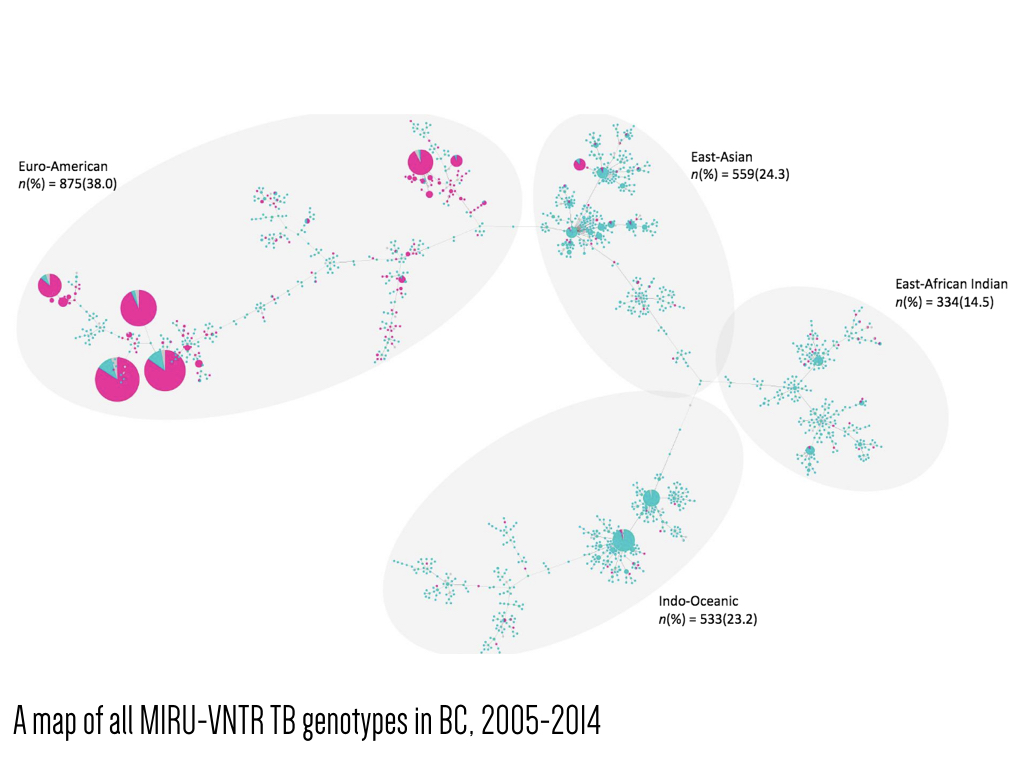 Euro-American
n(%) = 875(38.0)
East-Asian
n(%) = 559(24.3)
East-African Indian
n(%) = 334(14.5)
Indo-Oceanic
n(%) = 533(23.2)
A map of all MIRU-VNTR TB genotypes in BC, 2005-2014